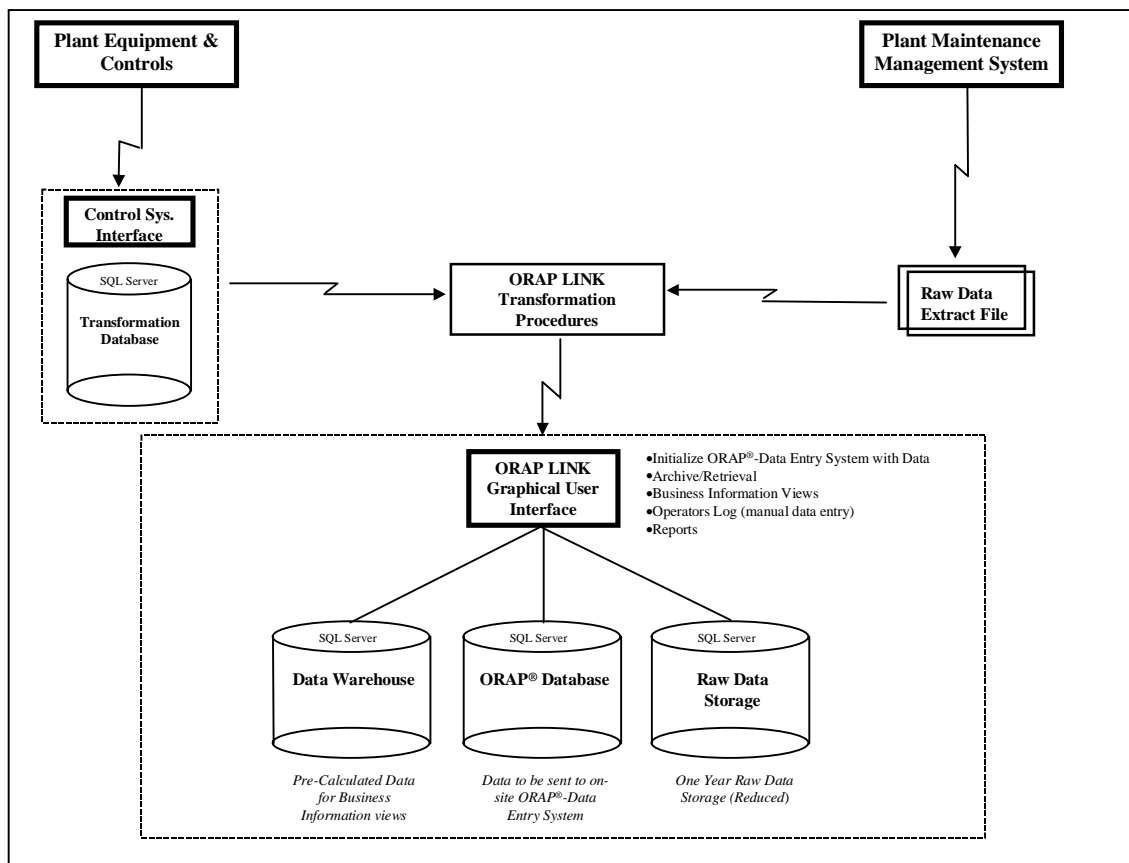 Plant Equipment &
Controls
Plant Maintenance
Management System
Control Sys.
Interface
SQL Server
Transformation
Database
ORAP LINK
Transformation
Procedures
Raw Data
Extract File
ORAP LINK
Graphical User
Interface
•Initialize ORAP®-Data Entry System with Data
•Archive/Retrieval
•Business Information Views
•Operators Log (manual data entry)
•Reports
SQL Server
Data Warehouse
SQL Server
ORAP® Database
SQL Server
Raw Data
Storage
Pre-Calculated Data
for Business
Information views
Data to be sent to on-
site ORAP®-Data
Entry System
One Year Raw Data
Storage (Reduced)